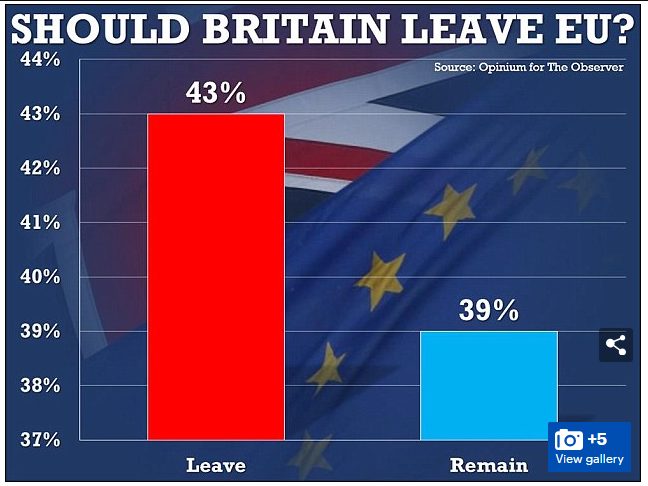 SHOULD BRITAIN LEAVE EU?
Source: Opinium for The Observer
44%
43%
43%
42%
41%
40%
39%
39%
38%
37%
Leave
Remain
+5
View gallery